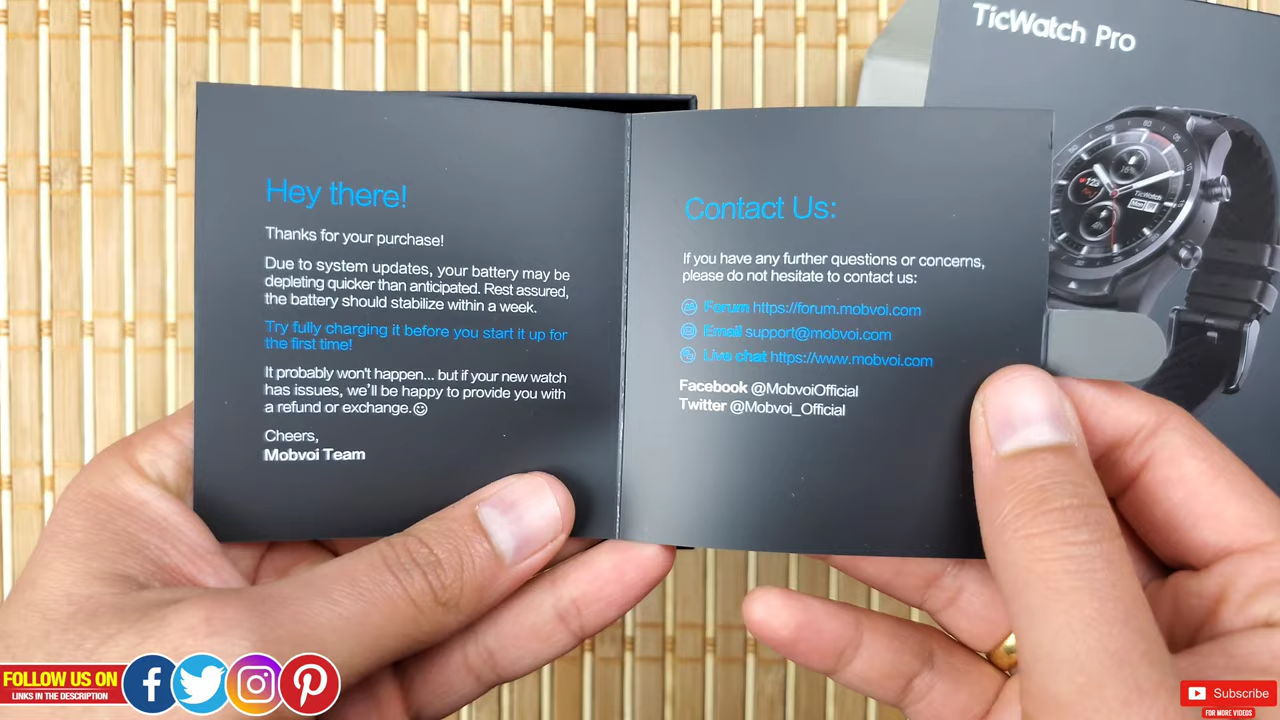 TicWatch Pro
Hey there!
Thanks for your purchase!
Due to system updates, your battery may be
depleting quicker than anticipated. Rest assured,
the battery should stabilize within a week.
Try fully charging it before you start it up for
the first time!
It probably won't happen... but if your new watch
has issues, we'll be happy to provide you with
a refund or exchange.☺
Cheers,
Mobvoi Team
Contact Us:
If you have any further questions or concerns,
please do not hesitate to contact us:
Forum https://forum.mobvoi.com
Email support@mobvoi.com
Live chat https://www.mobvoi.com
Facebook @MobvoiOfficial
Twitter @Mobvoi_Official
TicWatch
FOLLOW US ON
LINKS IN THE DESCRIPTION
Subscribe
FOR MORE VIDEOS